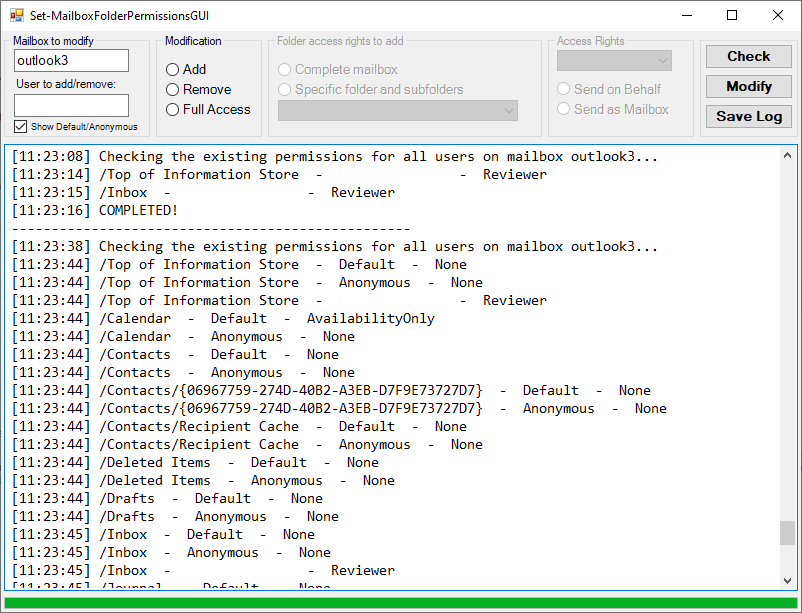 Set-MailboxFolderPermissionsGUI
Mailbox to modify
outlook3
User to add/remove:
Show Default/Anonymous
Modification
Add
Remove
Full Access
Folder access rights to add
Complete mailbox
Specific folder and subfolders
Access Rights
Send on Behalf
Send as Mailbox
Check
Modify
Save Log
[11:23:08] Checking the existing permissions for all users on mailbox outlook3...
[11:23:14] /Top of Information Store - - Reviewer
[11:23:15] /Inbox - - Reviewer
[11:23:16] COMPLETED!
--------------------------------------------------
[11:23:38] Checking the existing permissions for all users on mailbox outlook3...
[11:23:44] /Top of Information Store - Default - None
[11:23:44] /Top of Information Store - Anonymous - None
[11:23:44] /Top of Information Store - - Reviewer
[11:23:44] /Calendar - Default - AvailabilityOnly
[11:23:44] /Calendar - Anonymous - None
[11:23:44] /Contacts - Default - None
[11:23:44] /Contacts - Anonymous - None
[11:23:44] /Contacts/{06967759-274D-40B2-A3EB-D7F9E73727D7} - Default - None
[11:23:44] /Contacts/{06967759-274D-40B2-A3EB-D7F9E73727D7} - Anonymous - None
[11:23:44] /Contacts/Recipient Cache - Default - None
[11:23:44] /Contacts/Recipient Cache - Anonymous - None
[11:23:44] /Deleted Items - Default - None
[11:23:44] /Deleted Items - Anonymous - None
[11:23:44] /Drafts - Default - None
[11:23:44] /Drafts - Anonymous - None
[11:23:45] /Inbox - Default - None
[11:23:45] /Inbox - Anonymous - None
[11:23:45] /Inbox - - Reviewer
[11:23:45] /Journal - Default - None